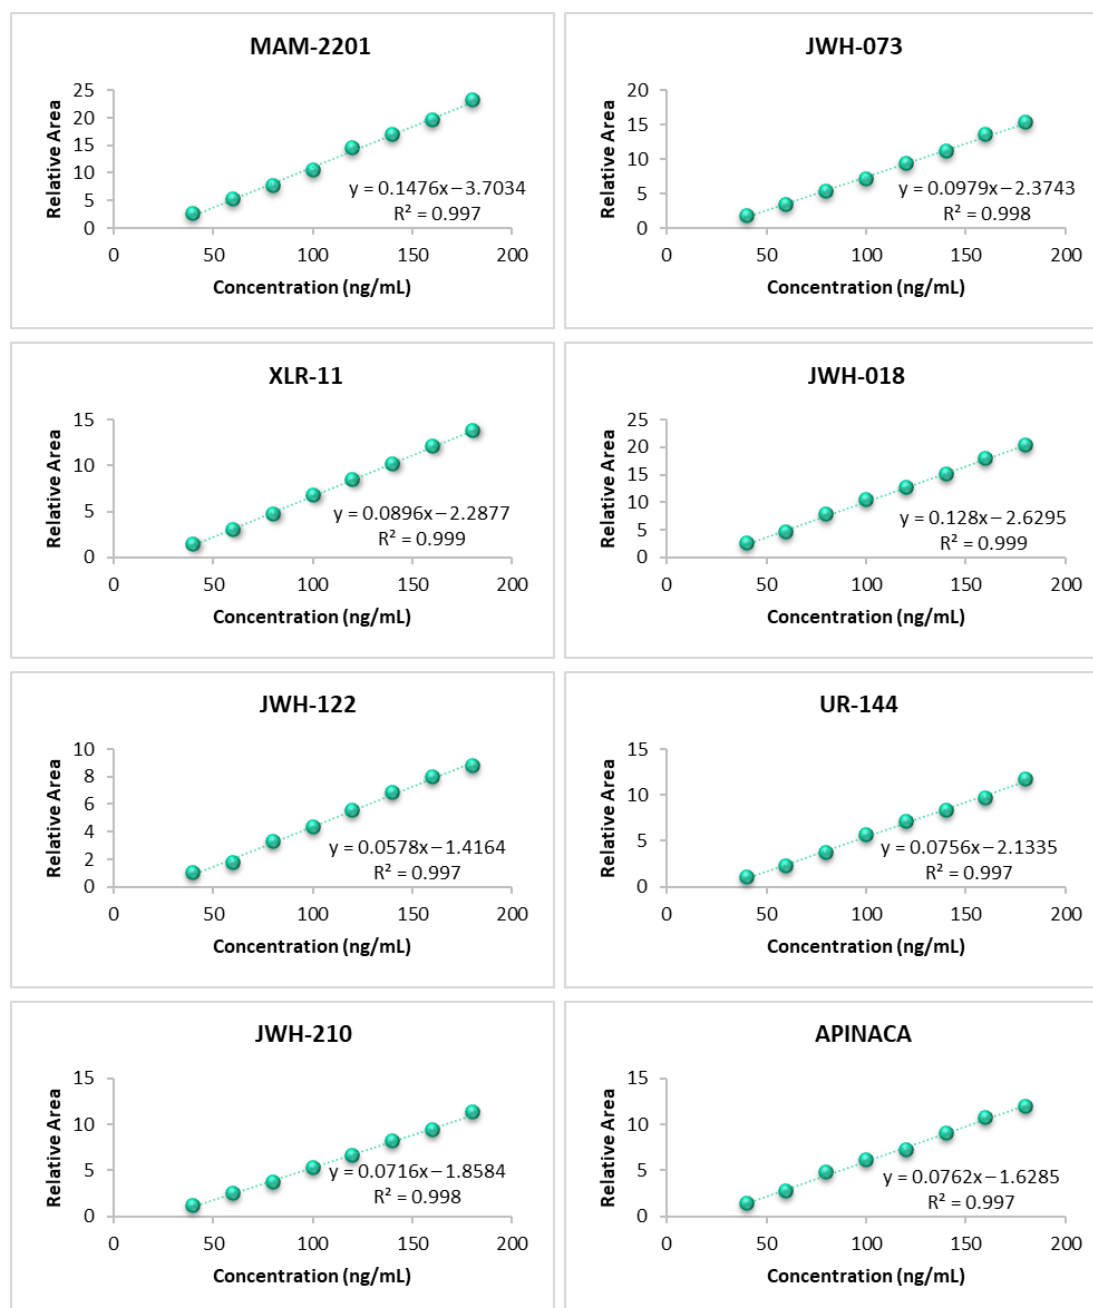 MAM-2201
Relative Area
25
20
15
10
5
0
y = 0.1476x−3.7034
R² = 0.997
0 50 100 150 200
Concentration (ng/mL)
JWH-073
Relative Area
20
15
10
5
0
y = 0.0979x−2.3743
R² = 0.998
0 50 100 150 200
Concentration (ng/mL)
XLR-11
Relative Area
15
10
5
0
y = 0.0896x−2.2877
R² = 0.999
0 50 100 150 200
Concentration (ng/mL)
JWH-018
Relative Area
25
20
15
10
5
0
y = 0.128x−2.6295
R² = 0.999
0 50 100 150 200
Concentration (ng/mL)
JWH-122
Relative Area
10
8
6
4
2
0
y = 0.0578x−1.4164
R² = 0.997
0 50 100 150 200
Concentration (ng/mL)
UR-144
Relative Area
15
10
5
0
y = 0.0756x−2.1335
R² = 0.997
0 50 100 150 200
Concentration (ng/mL)
JWH-210
Relative Area
15
10
5
0
y = 0.0716x−1.8584
R² = 0.998
0 50 100 150 200
Concentration (ng/mL)
APINACA
Relative Area
15
10
5
0
y = 0.0762x−1.6285
R² = 0.997
0 50 100 150 200
Concentration (ng/mL)